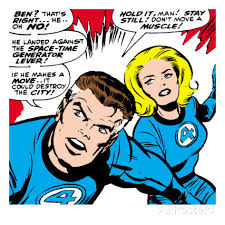 BEN? THAT'S
RIGHT... HE..
O NO!
HE LANDED AGAINST
THE SPACE-TIME
GENERATOR
LEVER!
IF HE MAKES A
MOVE.. IT
COULD DESTROY
THE CITY!
HOLD IT, MAN! STAY
STILL! DON'T MOVE A
MUSCLE!
4
4
AllPosters